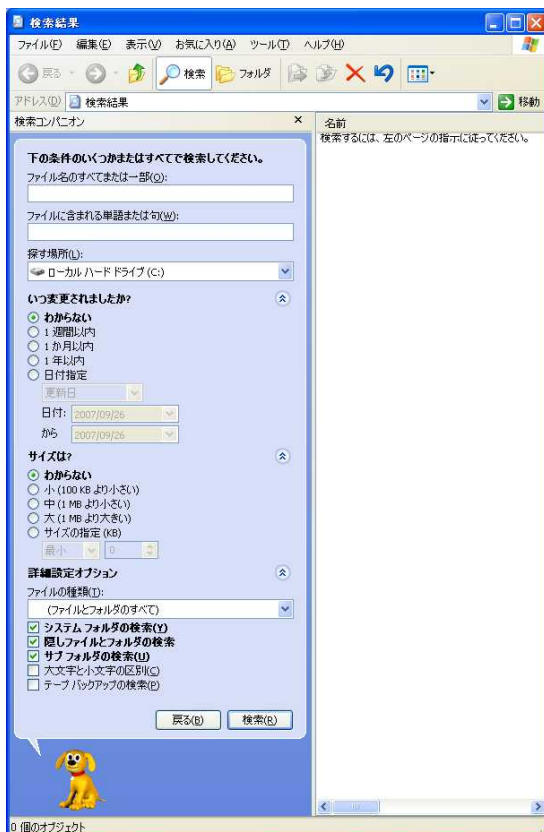 検索結果
ファイル(F) 編集(E) 表示(V) お気に入り(A) ツール(T) ヘルプ(H)
戻る 検索 フォルダ
アドレス(D) 検索結果 移動
検索コンパニオン
下の条件のいくつかまたはすべてで検索してください。
ファイル名のすべてまたは一部(O):
ファイルに含まれる単語または句(W):
探す場所(L):
ローカル ハード ドライブ (C:)
いつ変更されましたか?
わからない
1 週間以内
1 か月以内
1 年以内
日付指定
更新日
日付: 2007/09/26
から 2007/09/26
サイズは?
わからない
小 (100 KB より小さい)
中 (1 MB より小さい)
大 (1 MB より大きい)
サイズの指定 (KB)
最小 0
詳細設定オプション
ファイルの種類(T):
(ファイルとフォルダのすべて)
システム フォルダの検索(Y)
隠しファイルとフォルダの検索
サブ フォルダの検索(U)
大文字と小文字の区別(C)
テープ バックアップの検索(P)
戻る(B) 検索(R)
名前
検索するには、左のページの指示に従ってください。
0 個のオブジェクト